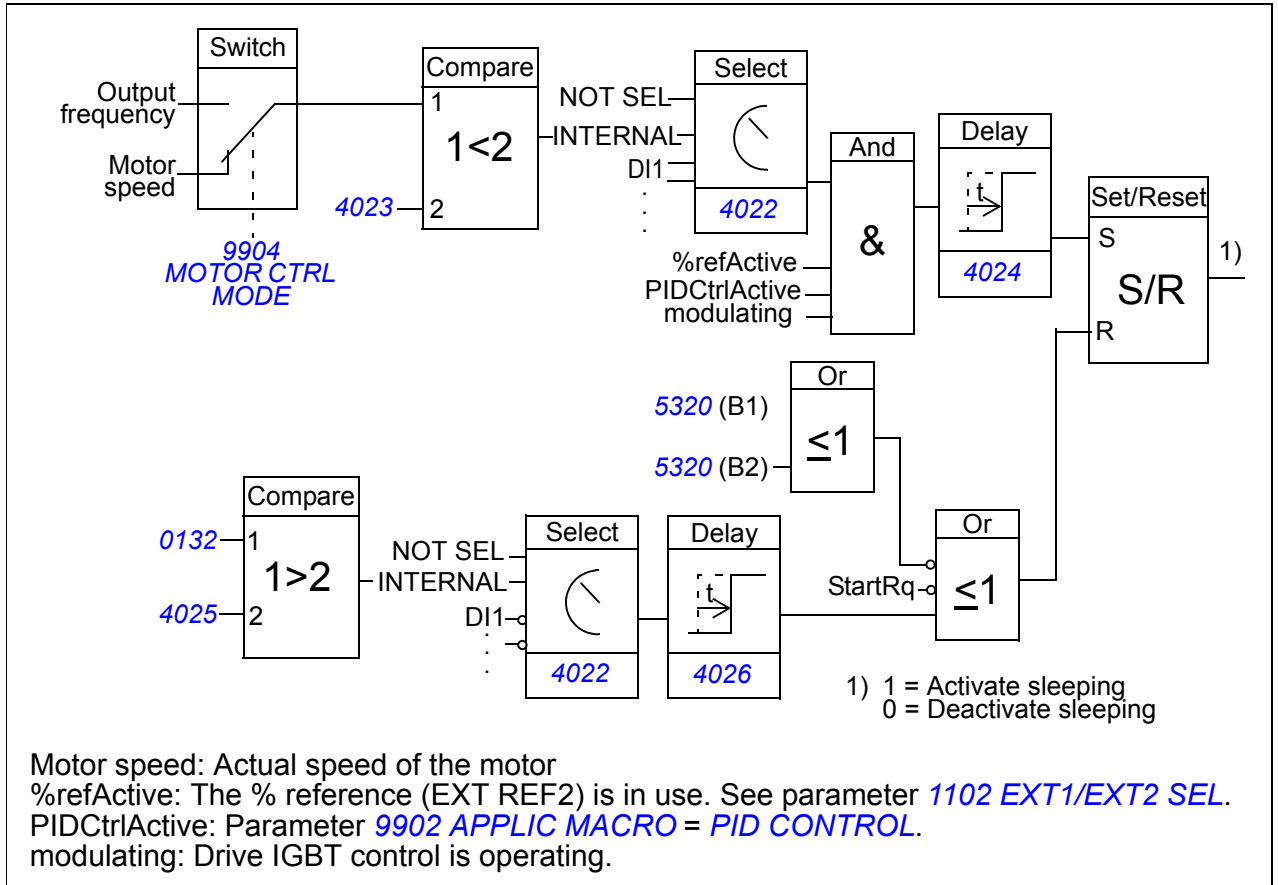 Switch
Output
frequency
Motor
speed
9904
MOTOR CTRL
MODE
Compare
1
1<2
4023
2
Select
NOT SEL
INTERNAL
DI1
.
.
.
4022
And
&
%refActive
PIDCtrlActive
modulating
Delay
t
4024
Set/Reset
S
S/R
R
1)
Or
5320 (B1)
≤1
5320 (B2)
Compare
0132
1
1>2
4025
2
NOT SEL
INTERNAL
DI1
.
.
.
Select
4022
Delay
t
4026
Or
StartRq
≤1
1) 1 = Activate sleeping
0 = Deactivate sleeping
Motor speed: Actual speed of the motor
%refActive: The % reference (EXT REF2) is in use. See parameter 1102 EXT1/EXT2 SEL.
PIDCtrlActive: Parameter 9902 APPLIC MACRO = PID CONTROL.
modulating: Drive IGBT control is operating.